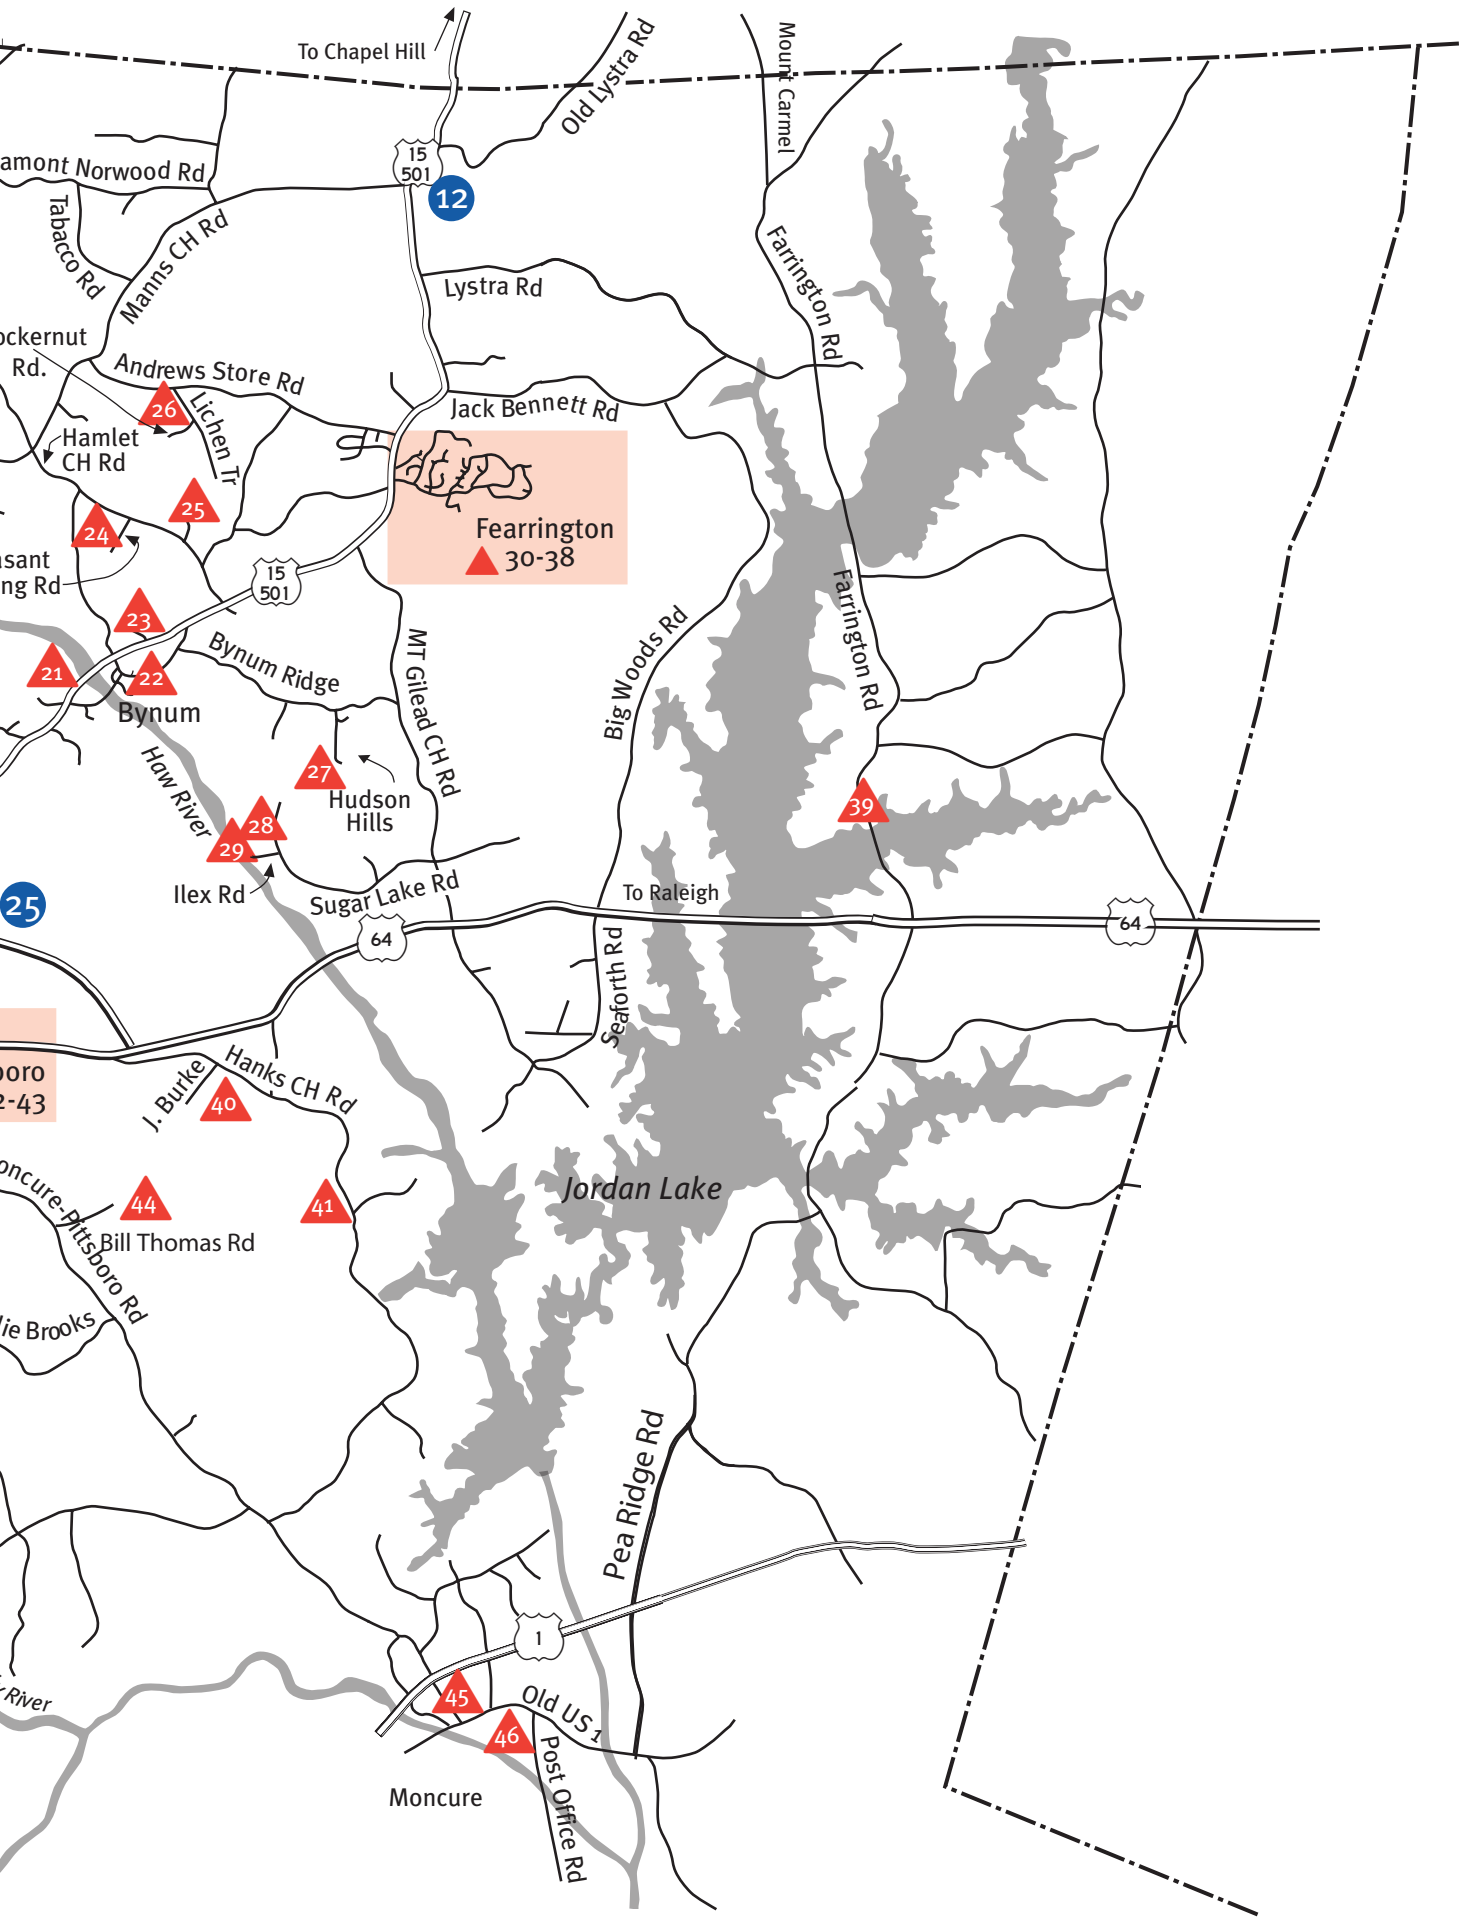 To Chapel Hill
Old Lystra Rd
Mount Carmel
15
501
12
amont Norwood Rd
Tabacco Rd
Manns CH Rd
Farrington Rd
Lystra Rd
ockernut
Rd.
Andrews Store Rd
26
Lichen Tr
Jack Bennett Rd
Hamlet
CH Rd
25
24
Fearrington
30-38
asant
ng Rd
15
501
23
Farrington Rd
Big Woods Rd
MT Gilead CH Rd
Bynum Ridge
21
22
Bynum
Haw River
27
Hudson
Hills
39
28
29
Ilex Rd
Sugar Lake Rd
To Raleigh
25
64
64
Seaforth Rd
boro
2-43
Hanks CH Rd
J. Burke
40
oncure-Pittsboro Rd
44
41
Jordan Lake
Bill Thomas Rd
lie Brooks
Pea Ridge Rd
1
River
45
Old US 1
46
Post Office Rd
Moncure